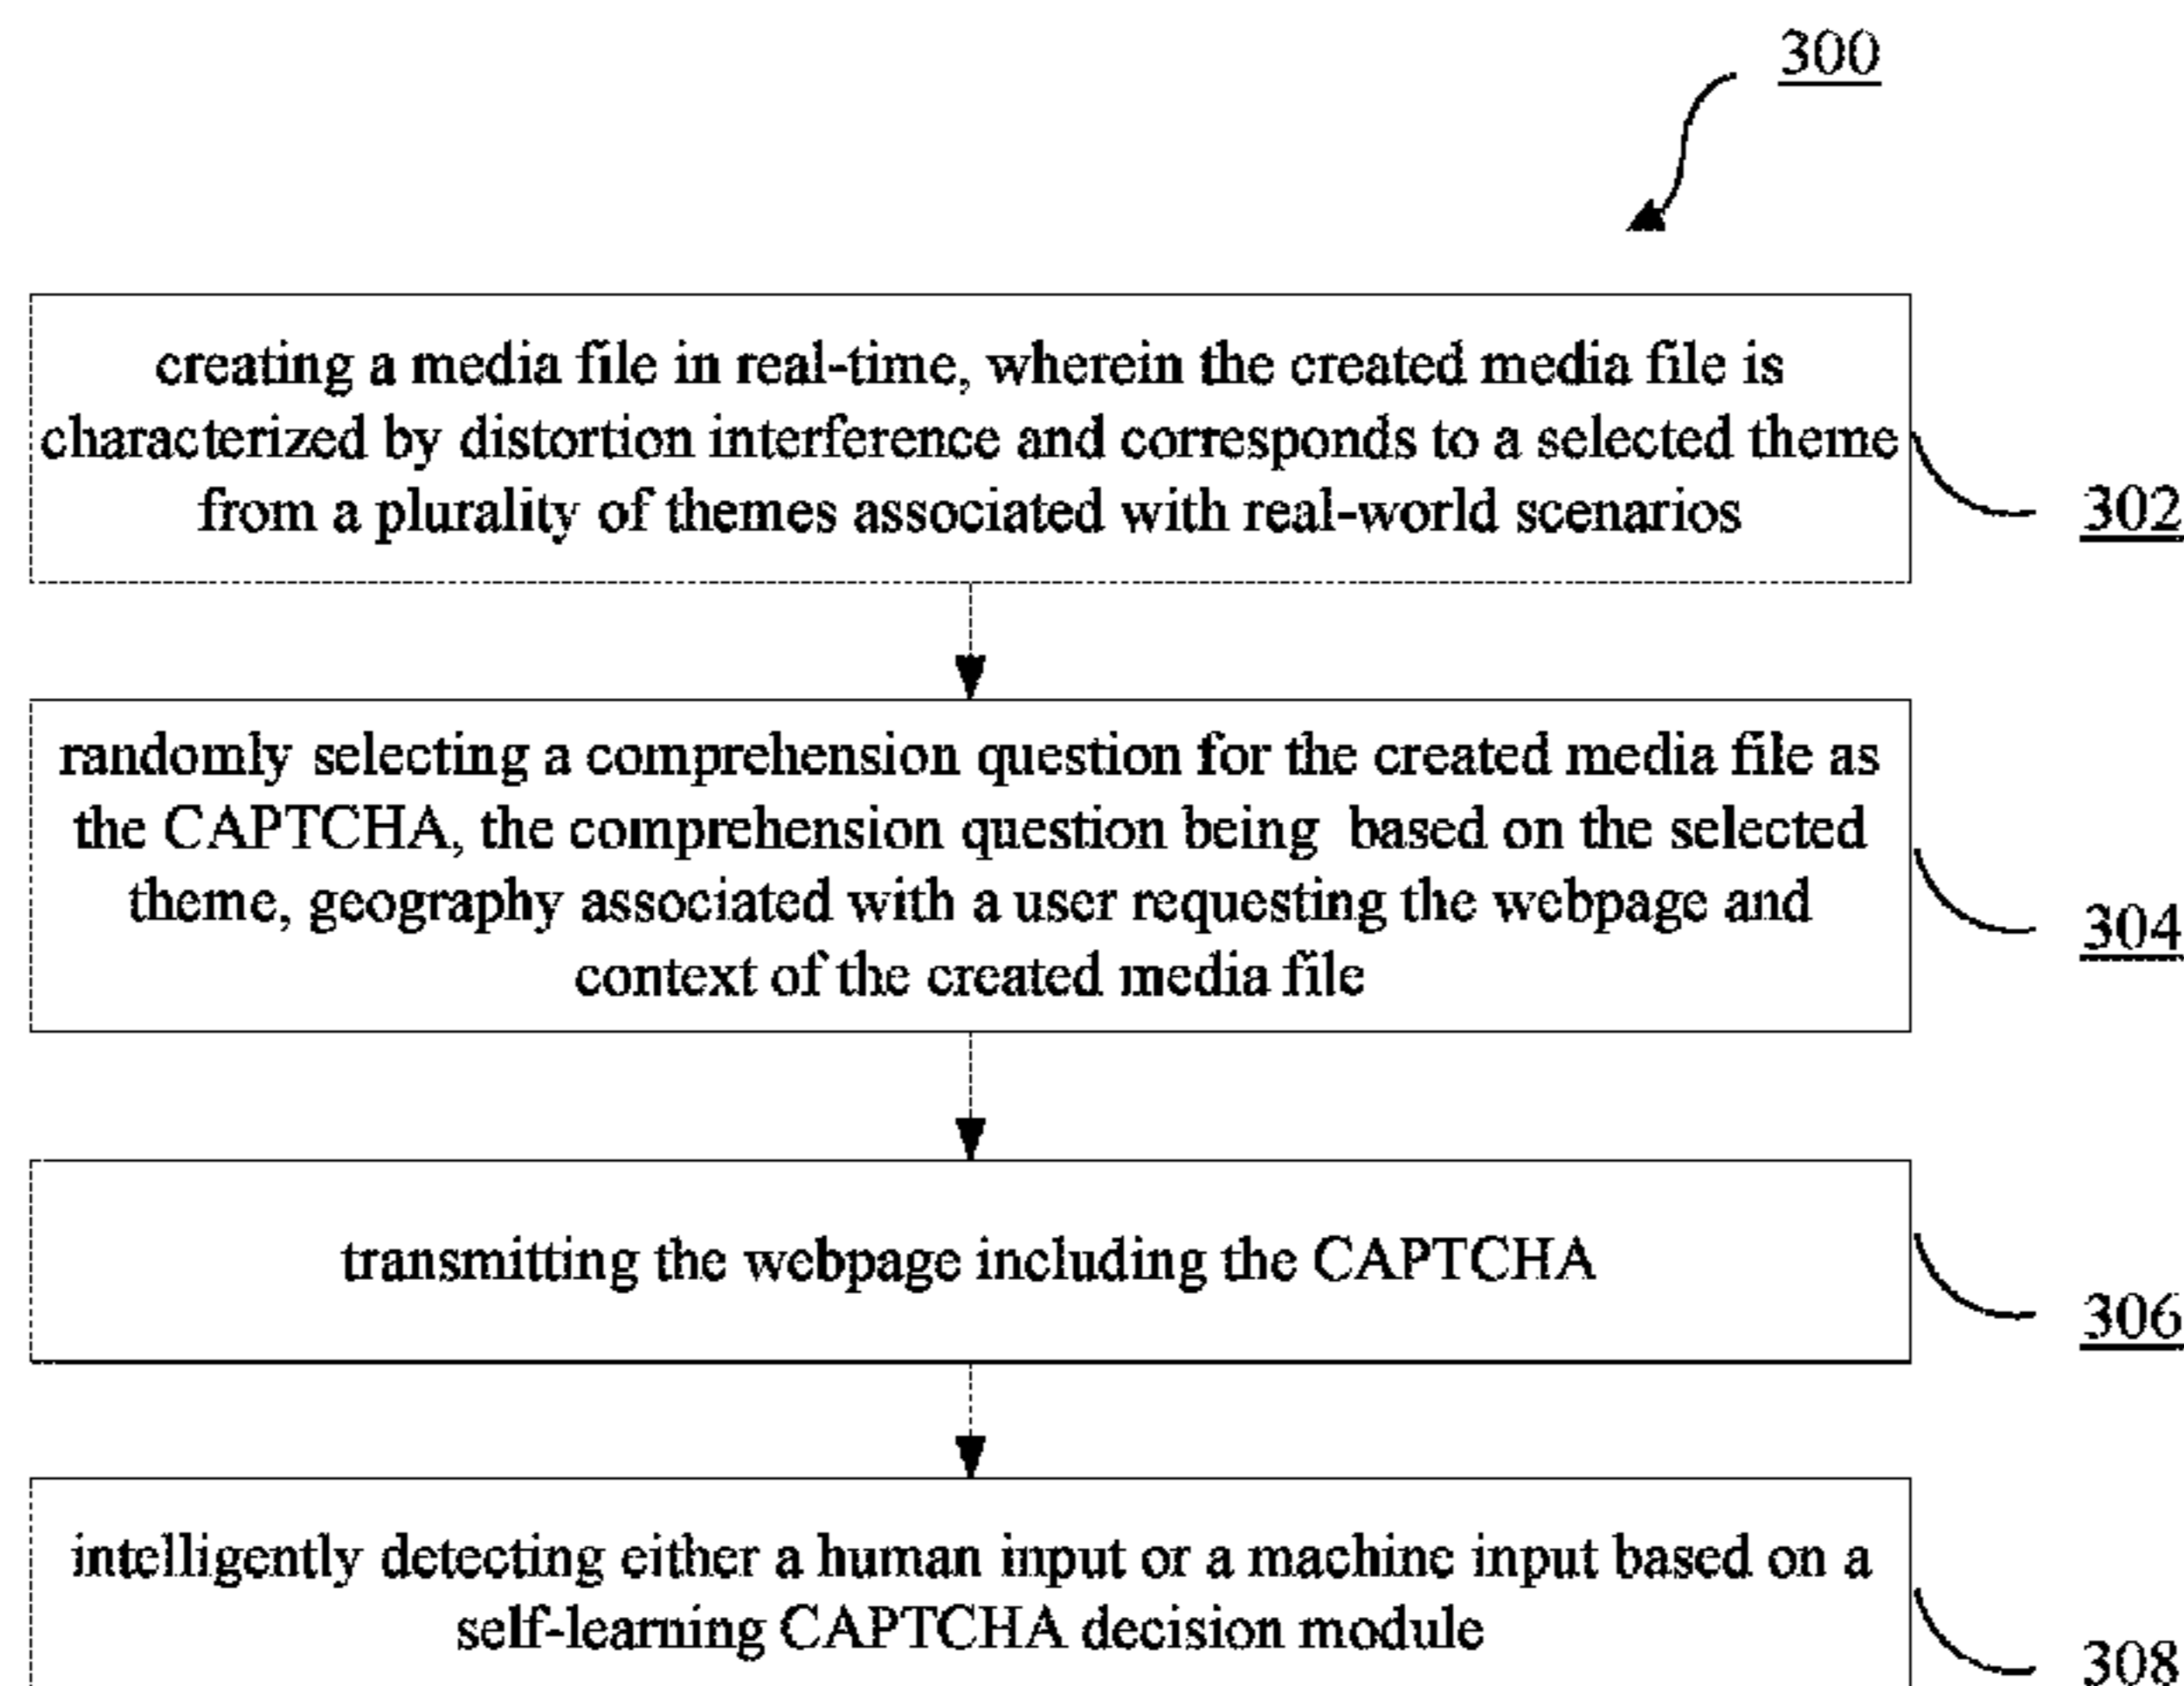 300
creating a media file in real-time, wherein the created media file is
characterized by distortion interference and corresponds to a selected theme
from a plurality of themes associated with real-world scenarios
302
randomly selecting a comprehension question for the created media file as
the CAPTCHA, the comprehension question being based on the selected
theme, geography associated with a user requesting the webpage and
context of the created media file
304
transmitting the webpage including the CAPTCHA
306
intelligently detecting either a human input or a machine input based on a
self-learning CAPTCHA decision module
308